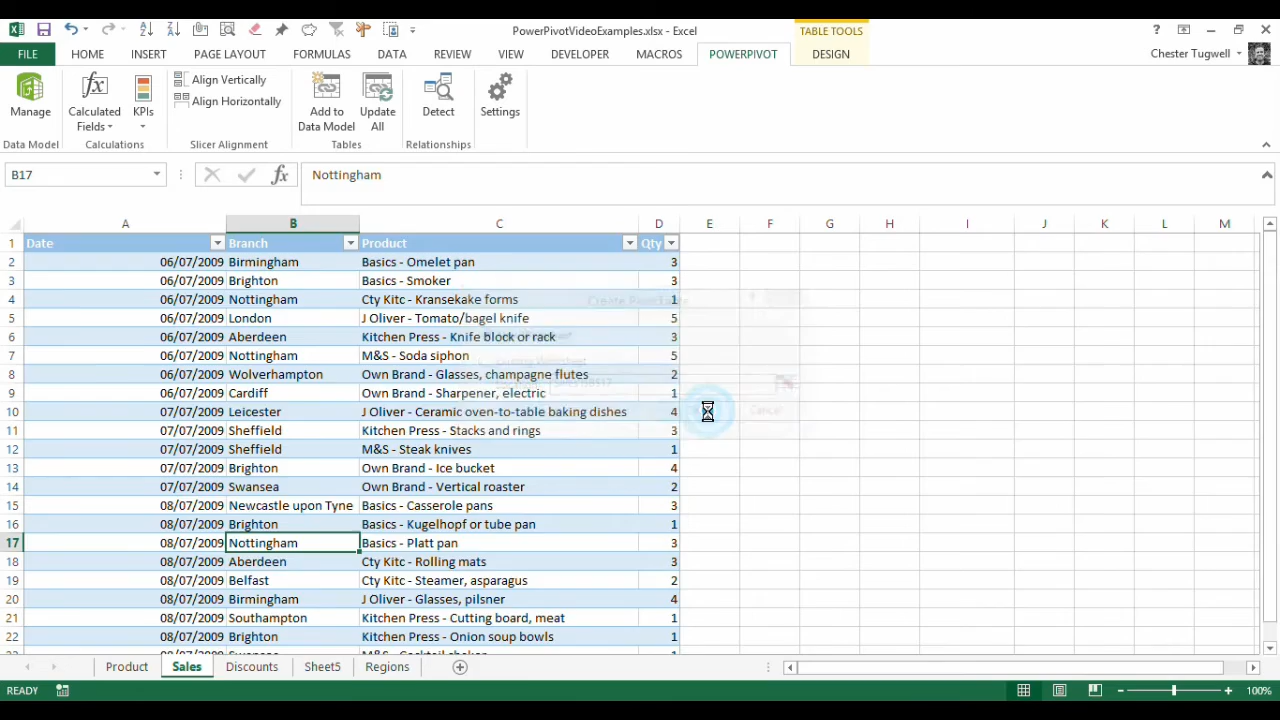 PowerPivotVideoExamples.xlsx - Excel
TABLE TOOLS
?
FILE HOME INSERT PAGE LAYOUT FORMULAS DATA REVIEW VIEW DEVELOPER MACROS POWERPIVOT DESIGN Chester Tugwell
Manage Calculated Fields KPIs
Align Vertically
Align Horizontally
Add to Data Model Update All Detect Settings
Data Model Calculations Slicer Alignment Tables Relationships
B17 fx Nottingham
A B C D E F G H I J K L M
1 Date Branch Product Qty
2 06/07/2009 Birmingham Basics - Omelet pan 3
3 06/07/2009 Brighton Basics - Smoker 3
Create PivotTable
4 06/07/2009 Nottingham Cty Kitc - Kransekake forms 1
5 06/07/2009 London J Oliver - Tomato/bagel knife 5
6 06/07/2009 Aberdeen Kitchen Press - Knife block or rack 3
7 06/07/2009 Nottingham M&S - Soda siphon 5
8 06/07/2009 Wolverhampton Own Brand - Glasses, champagne flutes 2
9 06/07/2009 Cardiff Own Brand - Sharpener, electric 1
10 07/07/2009 Leicester J Oliver - Ceramic oven-to-table baking dishes 4
Cancel
11 07/07/2009 Sheffield Kitchen Press - Stacks and rings 3
12 07/07/2009 Sheffield M&S - Steak knives 1
13 07/07/2009 Brighton Own Brand - Ice bucket 4
14 07/07/2009 Swansea Own Brand - Vertical roaster 2
15 08/07/2009 Newcastle upon Tyne Basics - Casserole pans 3
16 08/07/2009 Brighton Basics - Kugelhopf or tube pan 1
17 08/07/2009 Nottingham Basics - Platt pan 3
18 08/07/2009 Aberdeen Cty Kitc - Rolling mats 3
19 08/07/2009 Belfast Cty Kitc - Steamer, asparagus 2
20 08/07/2009 Birmingham J Oliver - Glasses, pilsner 4
21 08/07/2009 Southampton Kitchen Press - Cutting board, meat 1
22 08/07/2009 Brighton Kitchen Press - Onion soup bowls 1
Product Sales Discounts Sheet5 Regions
READY 100%